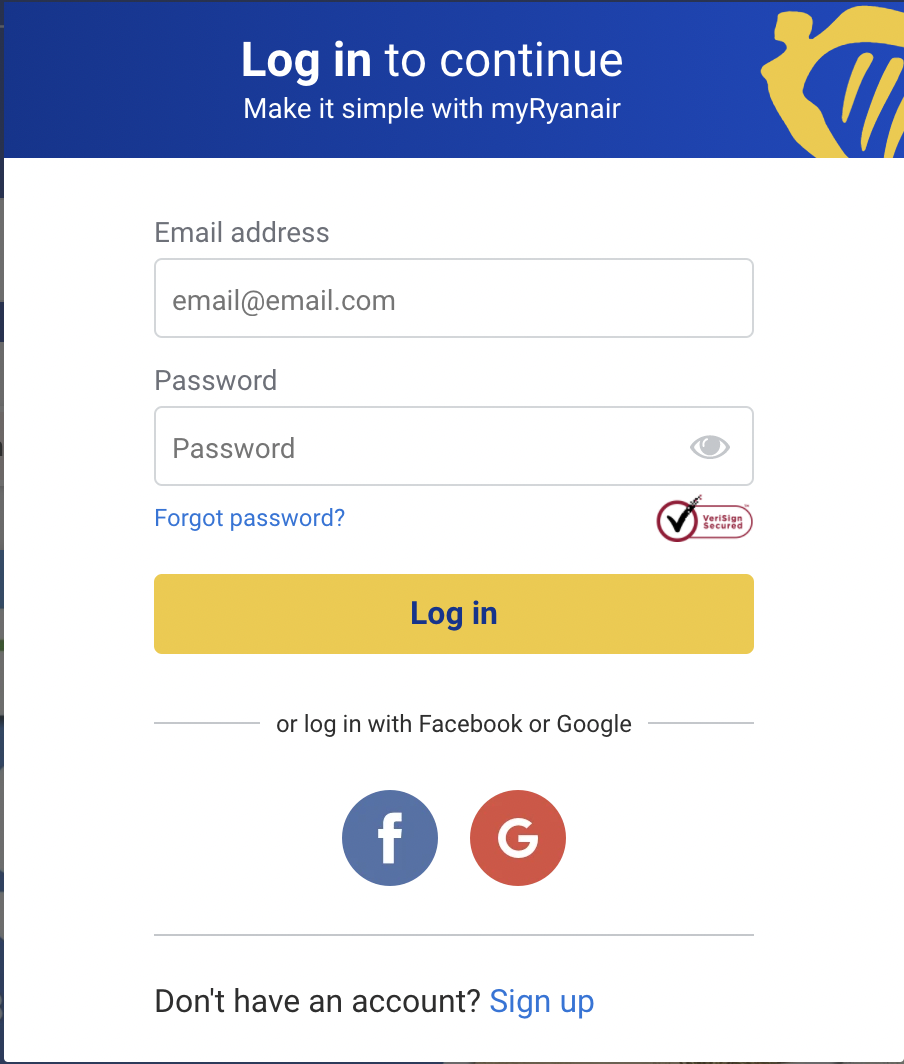 Log in to continue
Make it simple with myRyanair
Email address
email@email.com
Password
Password
Forgot password?
VeriSign
Secured
Log in
or log in with Facebook or Google
f
G
Don't have an account? Sign up